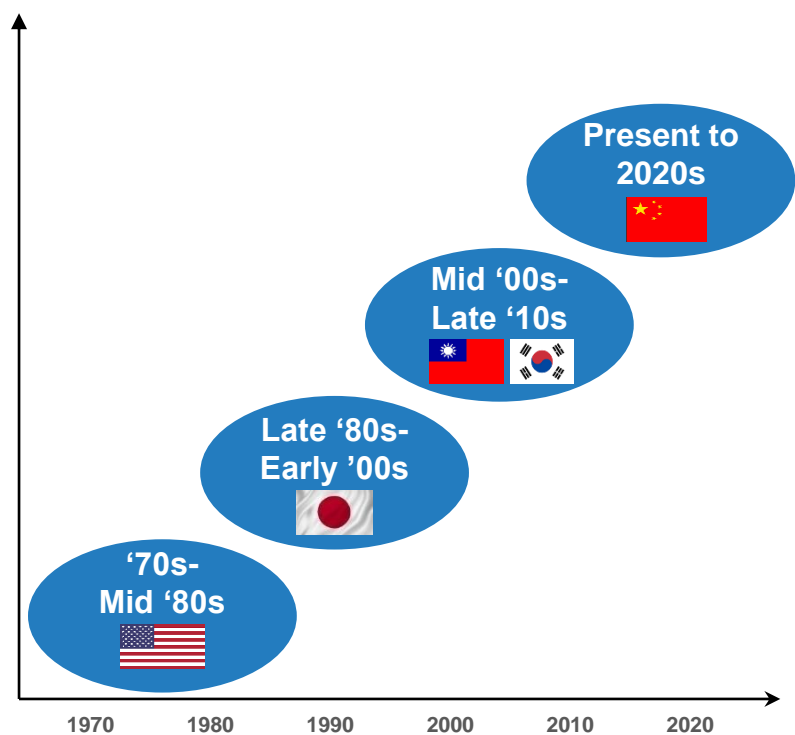 Present to
2020s
Mid ‘00s-
Late ‘10s
Late ‘80s-
Early ’00s
‘70s-
Mid ‘80s
1970 1980 1990 2000 2010 2020